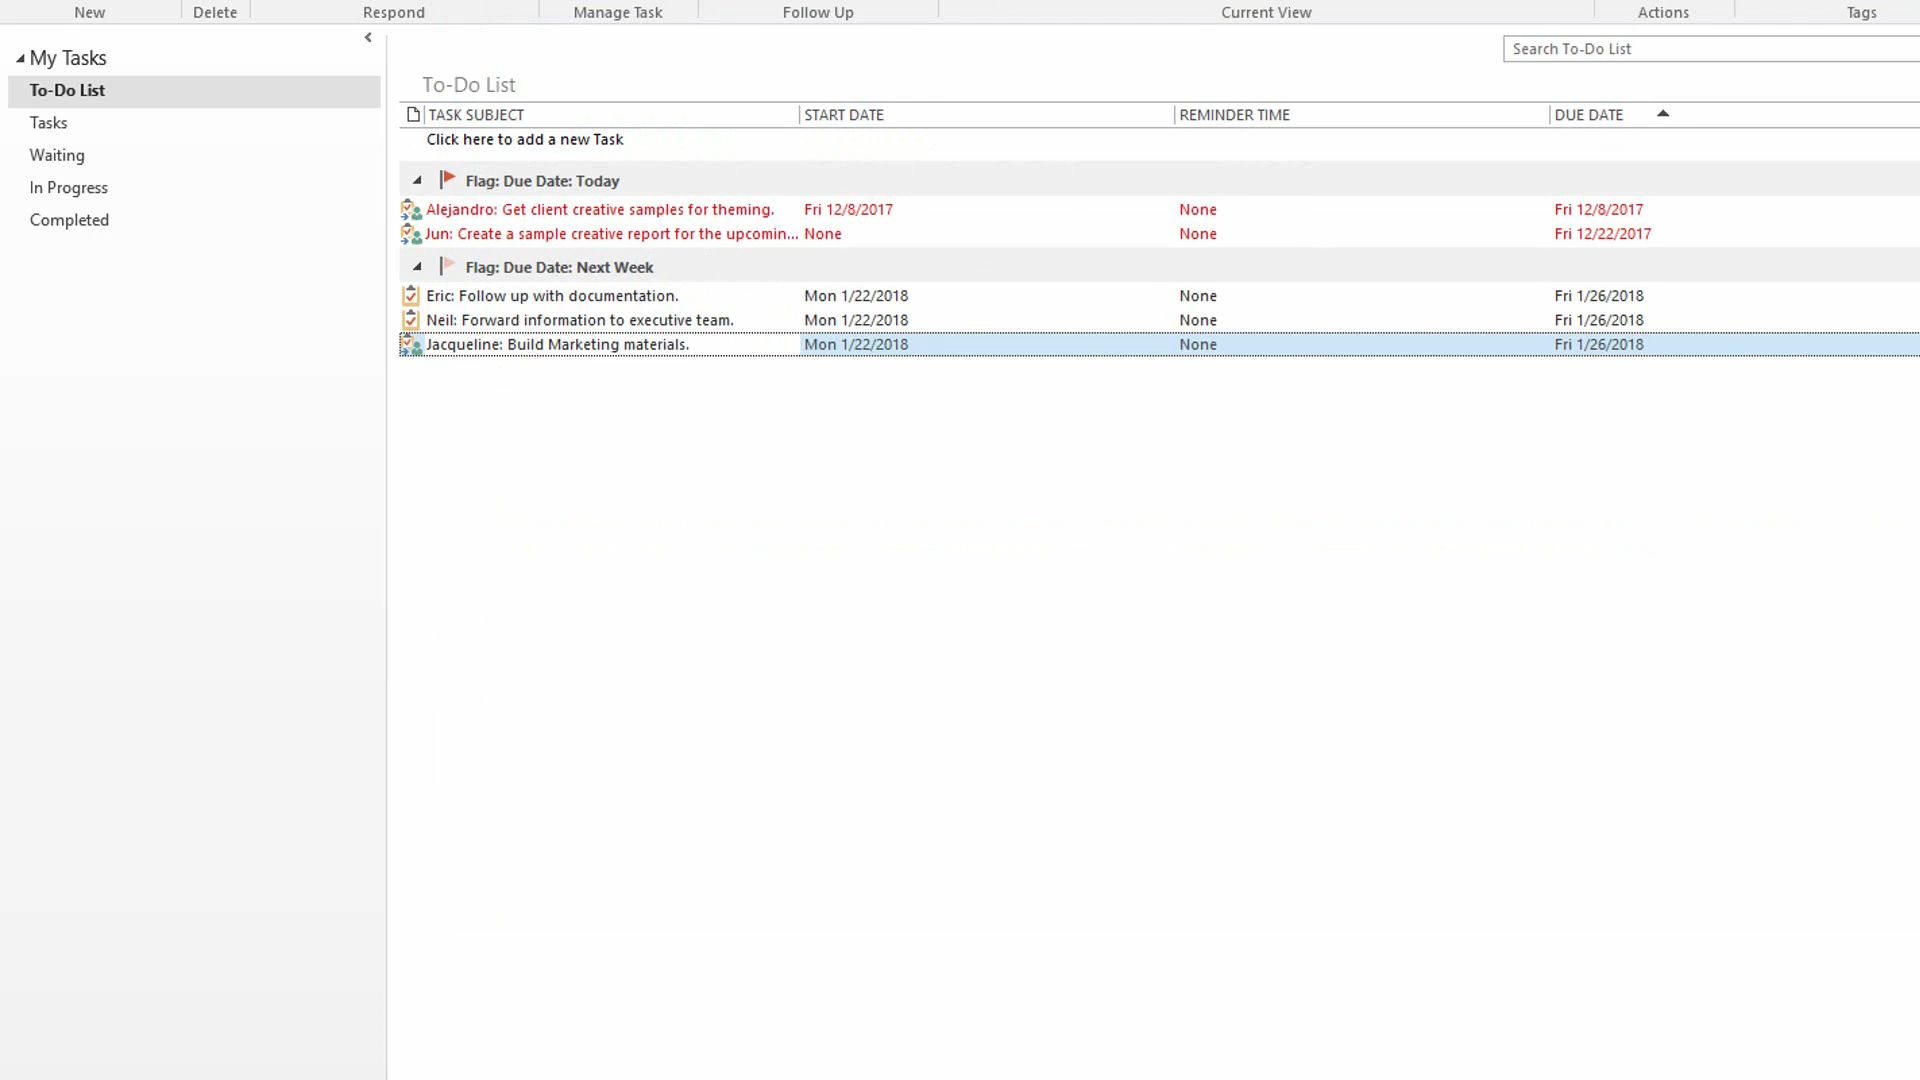 New Delete Respond Manage Task Follow Up Current View Actions Tags
My Tasks
To-Do List
Tasks
Waiting
In Progress
Completed
Search To-Do List
To-Do List
TASK SUBJECT START DATE REMINDER TIME DUE DATE
Click here to add a new Task
Flag: Due Date: Today
Alejandro: Get client creative samples for theming. Fri 12/8/2017 None Fri 12/8/2017
Jun: Create a sample creative report for the upcomin... None None Fri 12/22/2017
Flag: Due Date: Next Week
Eric: Follow up with documentation. Mon 1/22/2018 None Fri 1/26/2018
Neil: Forward information to executive team. Mon 1/22/2018 None Fri 1/26/2018
Jacqueline: Build Marketing materials. Mon 1/22/2018 None Fri 1/26/2018